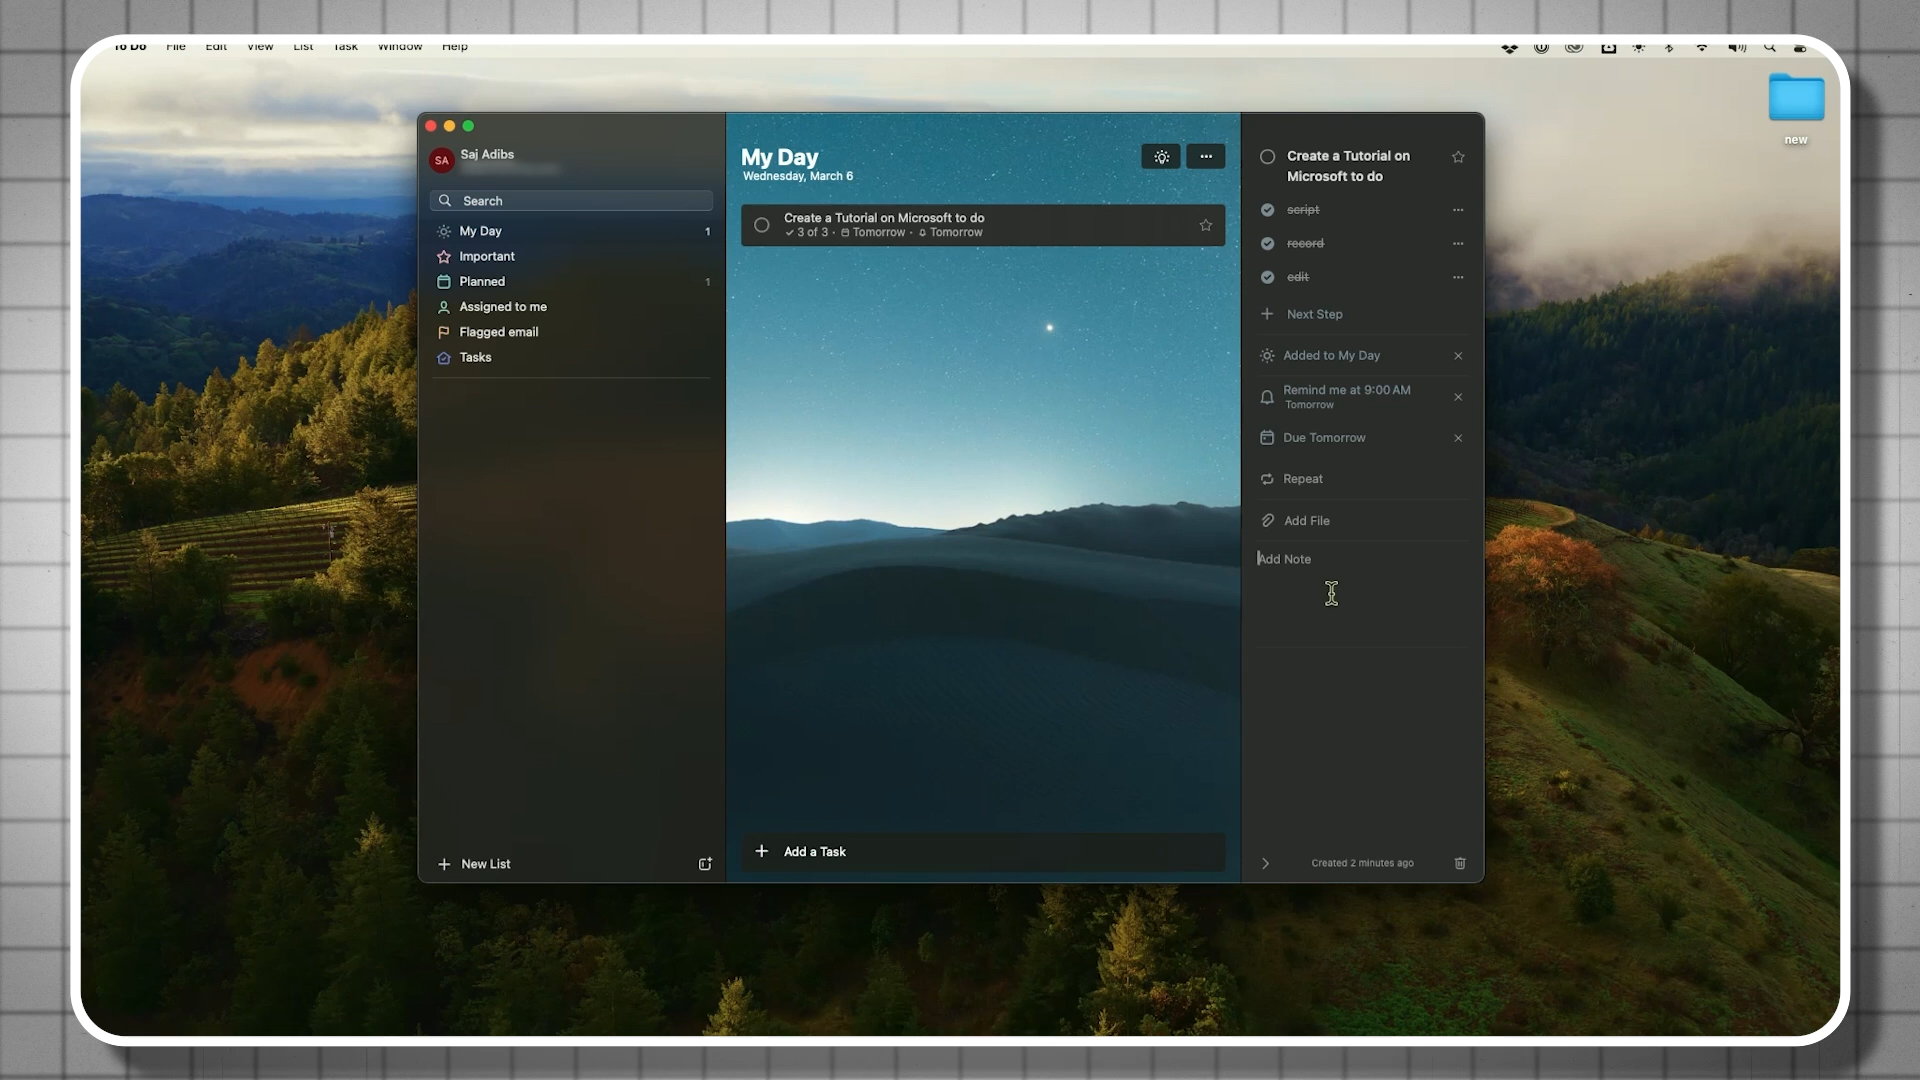 To Do File Edit View List Task Window Help
new
SA
Saj Adibs
Search
My Day 1
Important
Planned 1
Assigned to me
Flagged email
Tasks
New List
My Day
Wednesday, March 6
Create a Tutorial on Microsoft to do
3 of 3 · Tomorrow · Tomorrow
Add a Task
Create a Tutorial on
Microsoft to do
script
record
edit
Next Step
Added to My Day
Remind me at 9:00 AM
Tomorrow
Due Tomorrow
Repeat
Add File
Add Note
Created 2 minutes ago